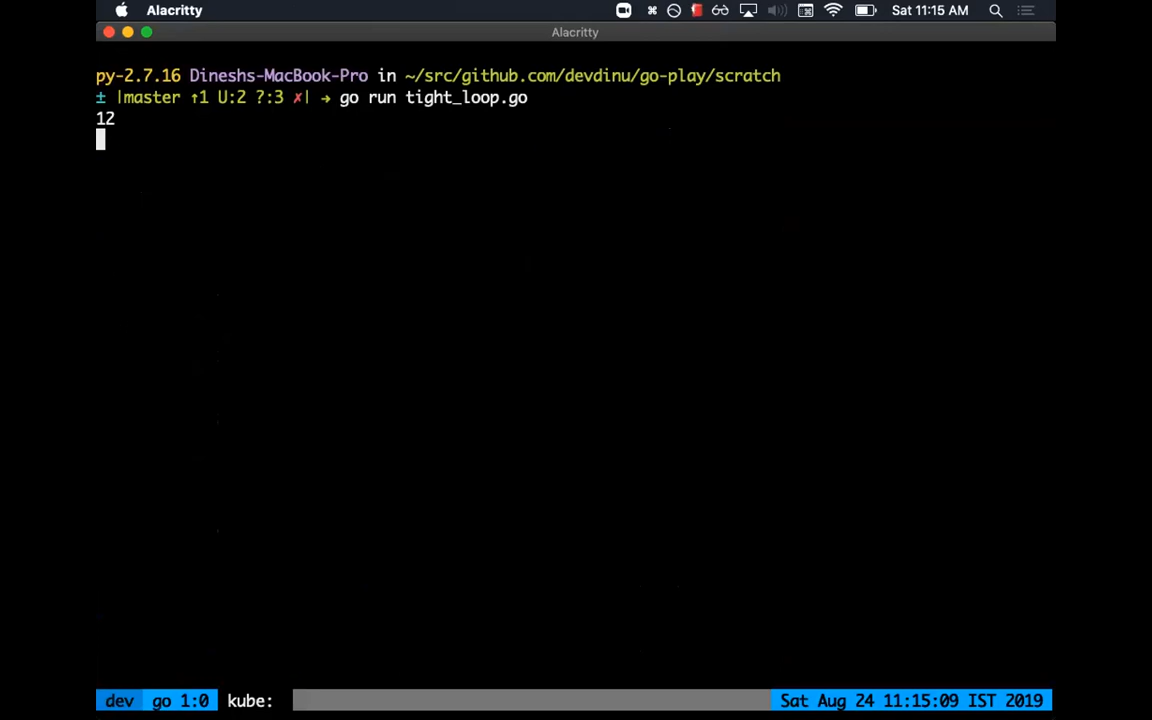 Alacritty
Sat 11:15 AM
Alacritty
py-2.7.16 Dineshs-MacBook-Pro in ~/src/github.com/devdinu/go-play/scratch
± |master ↑1 U:2 ?:3 ✗| → go run tight_loop.go
12
dev go 1:0 kube: Sat Aug 24 11:15:09 IST 2019